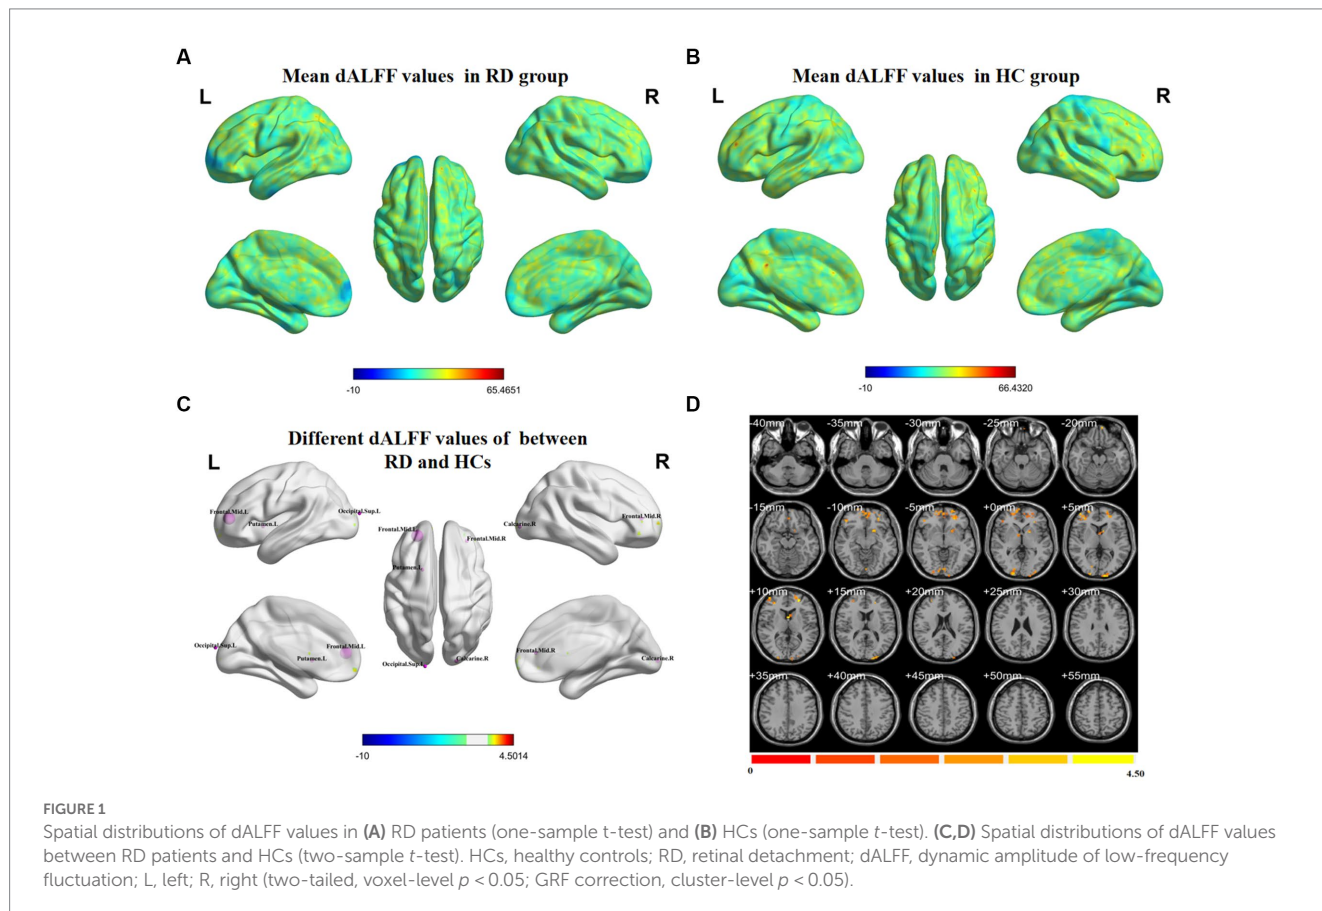 A
Mean dALFF values in RD group
L
R
-10
65.4651
B
Mean dALFF values in HC group
L
R
-10
66.4320
C
Different dALFF values of between
RD and HCs
L
R
Frontal.Mid.L
Putamen.L
Occipital.Sup.L
Frontal.Mid.L
Putamen.L
Frontal.Mid.R
Occipital.Sup.L
Calcarine.R
Calcarine.R
Frontal.Mid.R
Occipital.Sup.L
Putamen.L
Frontal.Mid.L
Frontal.Mid.R
Calcarine.R
-10
4.5014
D
-40mm -35mm -30mm -25mm -20mm
-15mm -10mm -5mm +0mm +5mm
+10mm +15mm +20mm +25mm +30mm
+35mm +40mm +45mm +50mm +55mm
0
4.50
FIGURE 1
Spatial distributions of dALFF values in (A) RD patients (one-sample t-test) and (B) HCs (one-sample t-test). (C,D) Spatial distributions of dALFF values
between RD patients and HCs (two-sample t-test). HCs, healthy controls; RD, retinal detachment; dALFF, dynamic amplitude of low-frequency
fluctuation; L, left; R, right (two-tailed, voxel-level p < 0.05; GRF correction, cluster-level p < 0.05).